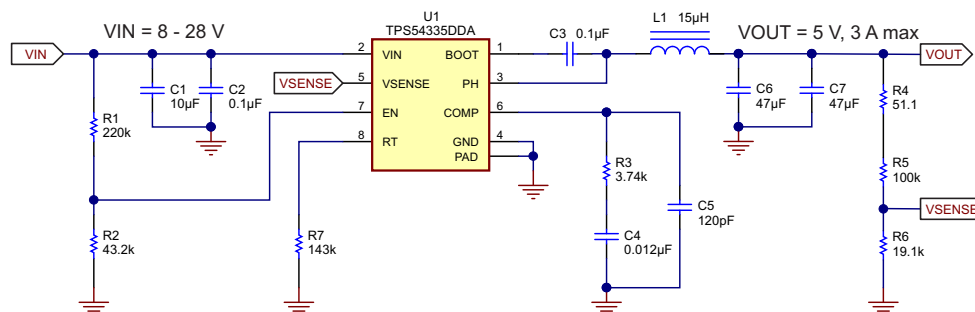 U1
TPS54335DDA
VIN
VIN = 8 - 28 V
C3
0.1µF
L1 15µH
VOUT = 5 V, 3 A max
VOUT
2
VIN
BOOT
1
VSENSE
5
VSENSE
PH
3
7
EN
COMP
6
8
RT
GND
4
PAD
C1
10µF
C2
0.1µF
R1
220k
R2
43.2k
R7
143k
R3
3.74k
C4
0.012µF
C5
120pF
C6
47µF
C7
47µF
R4
51.1
R5
100k
VSENSE
R6
19.1k